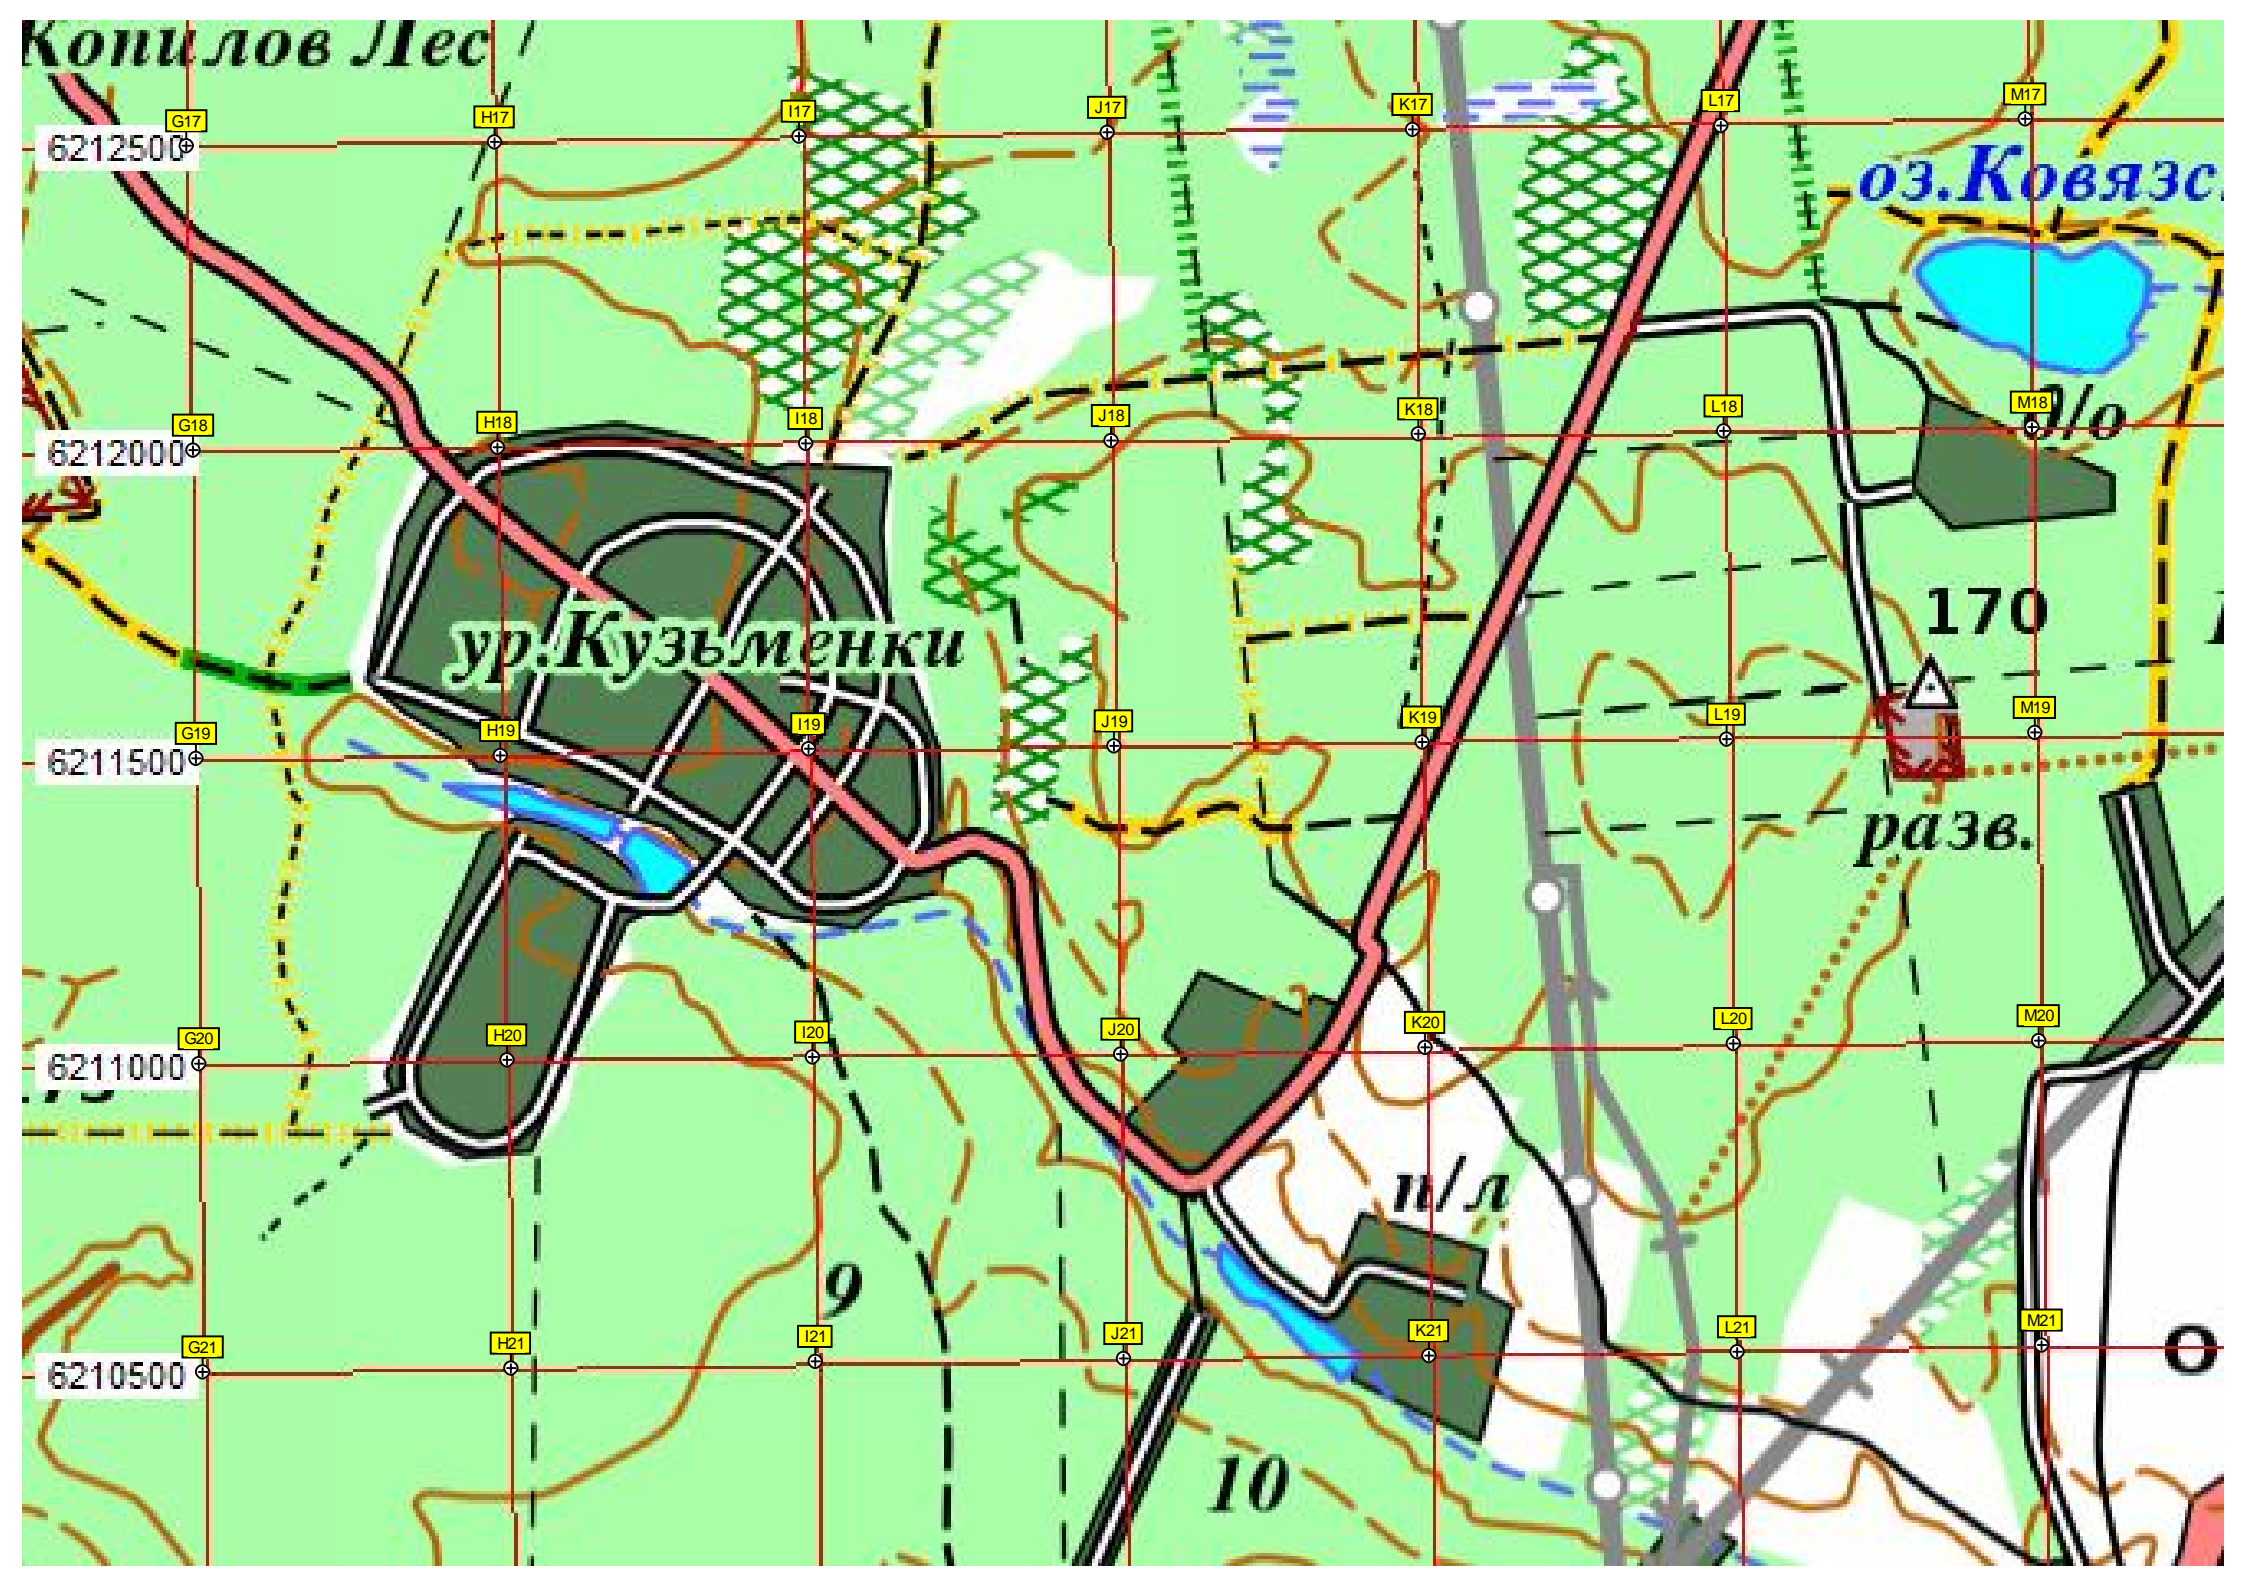 Копилов Лес
G17 H17 I17 J17 K17 L17 M17
6212500
оз.Ковязс
G18 H18 I18 J18 K18 L18 M18
д/о
6212000
170
ур.Кузьменки
G19 H19 I19 J19 K19 L19 M19
6211500
разв.
G20 H20 I20 J20 K20 L20 M20
6211000
п/л
9
G21 H21 I21 J21 K21 L21 M21
О
6210500
10